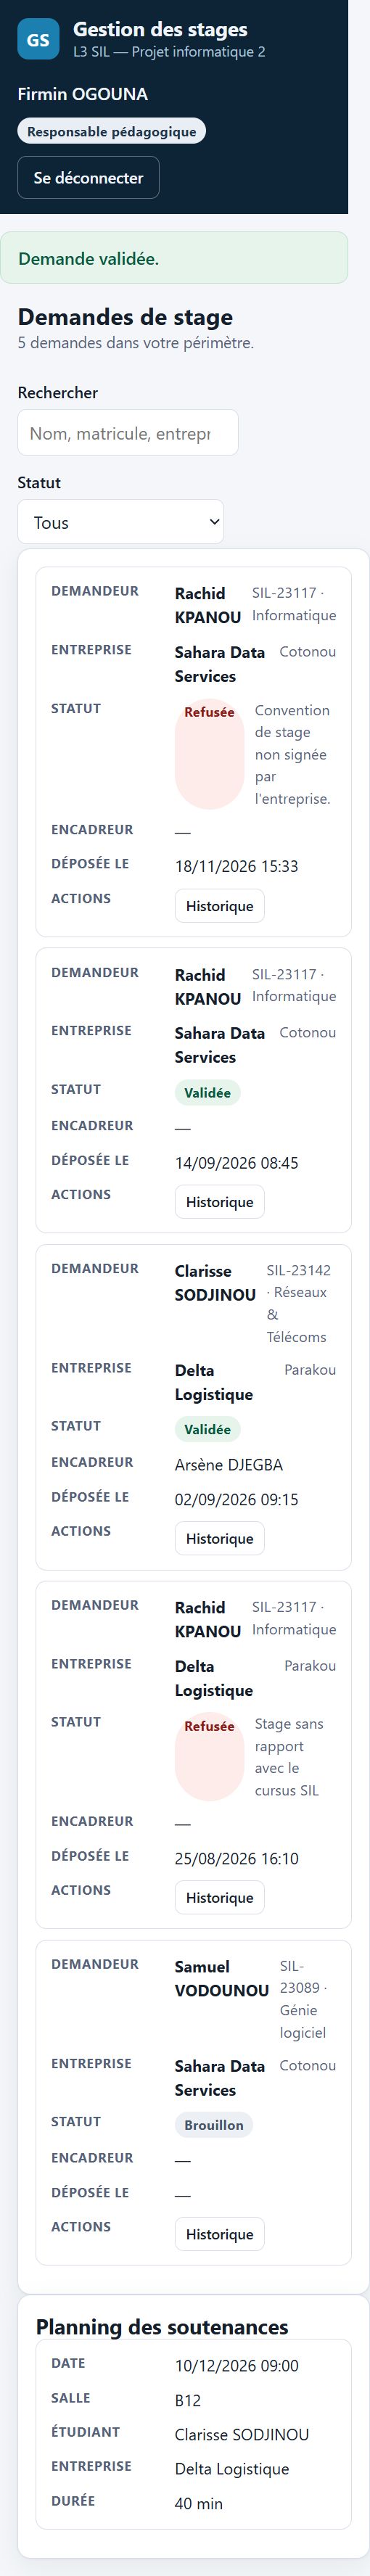 GS
Gestion des stages
L3 SIL — Projet informatique 2
Firmin OGOUNA
Responsable pédagogique
Se déconnecter
Demande validée.
Demandes de stage
5 demandes dans votre périmètre.
Rechercher
Nom, matricule, entrepr
Statut
Tous
DEMANDEUR
Rachid
KPANOU
SIL-23117 ·
Informatique
ENTREPRISE
Sahara Data
Services
Cotonou
STATUT
Refusée
Convention
de stage
non signée
par
l'entreprise.
ENCADREUR
—
DÉPOSÉE LE
18/11/2026 15:33
ACTIONS
Historique
DEMANDEUR
Rachid
KPANOU
SIL-23117 ·
Informatique
ENTREPRISE
Sahara Data
Services
Cotonou
STATUT
Validée
ENCADREUR
—
DÉPOSÉE LE
14/09/2026 08:45
ACTIONS
Historique
DEMANDEUR
Clarisse
SODJINOU
SIL-23142
· Réseaux
&
Télécoms
ENTREPRISE
Delta
Logistique
Parakou
STATUT
Validée
ENCADREUR
Arsène DJEGBA
DÉPOSÉE LE
02/09/2026 09:15
ACTIONS
Historique
DEMANDEUR
Rachid
KPANOU
SIL-23117 ·
Informatique
ENTREPRISE
Delta
Logistique
Parakou
STATUT
Refusée
Stage sans
rapport
avec le
cursus SIL
ENCADREUR
—
DÉPOSÉE LE
25/08/2026 16:10
ACTIONS
Historique
DEMANDEUR
Samuel
VODOUNOU
SIL-
23089 ·
Génie
logiciel
ENTREPRISE
Sahara Data
Services
Cotonou
STATUT
Brouillon
ENCADREUR
—
DÉPOSÉE LE
—
ACTIONS
Historique
Planning des soutenances
DATE
10/12/2026 09:00
SALLE
B12
ÉTUDIANT
Clarisse SODJINOU
ENTREPRISE
Delta Logistique
DURÉE
40 min